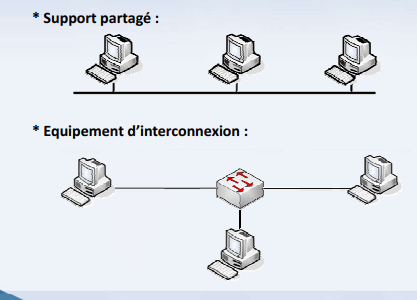 * Support partagé :
* Equipement d'interconnexion :